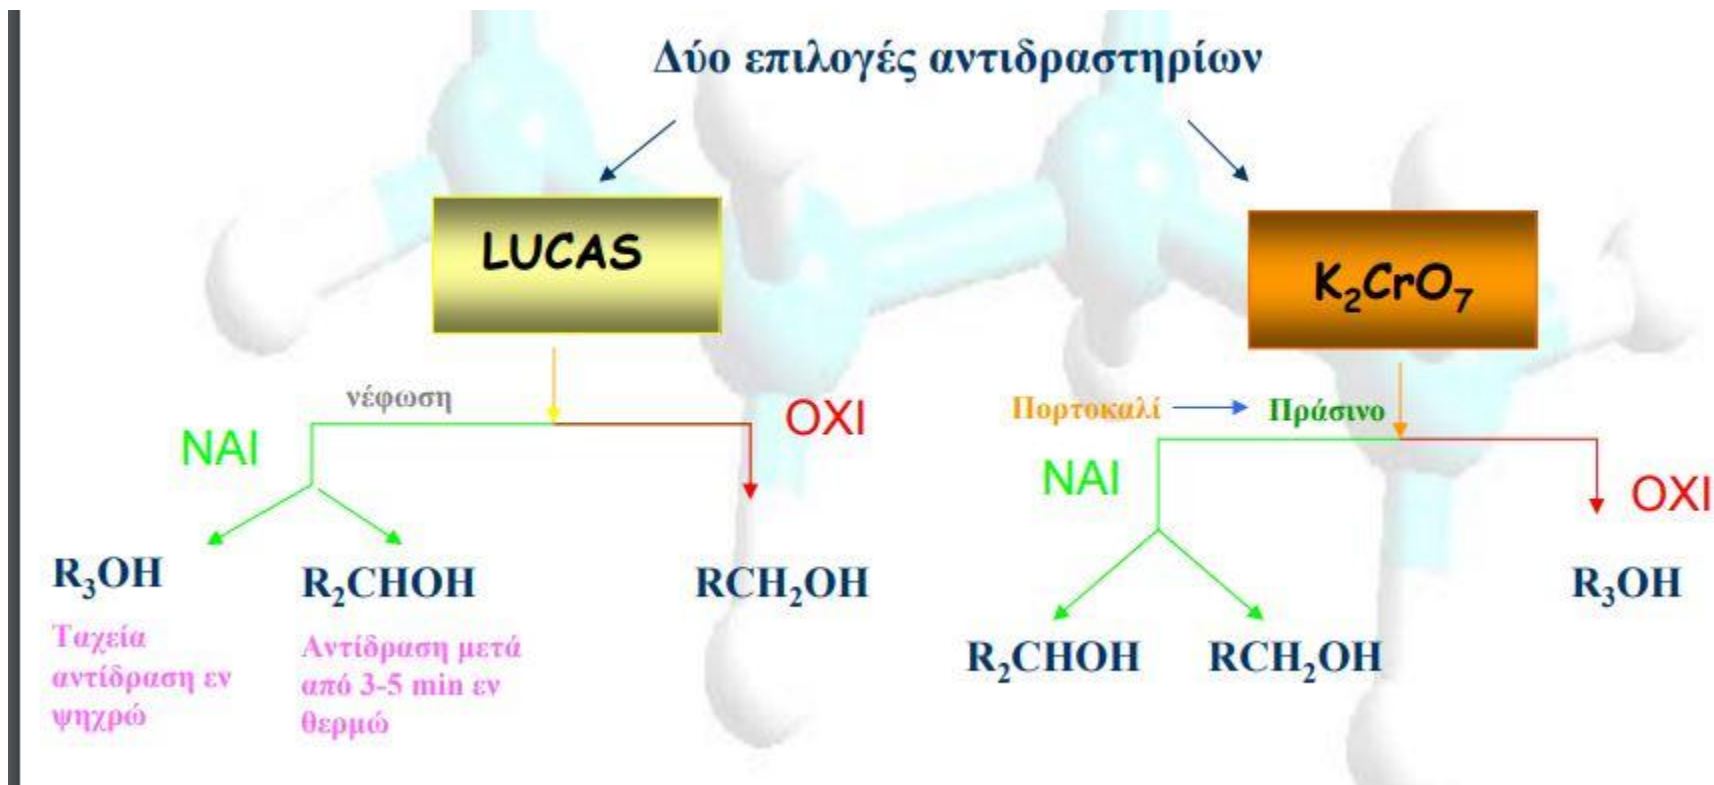 Δύο επιλογές αντιδραστηρίων
LUCAS
K₂CrO₇
νέφωση
ΝΑΙ
ΟΧΙ
R₃OH
R₂CHOH
RCH₂OH
Ταχεία
αντίδραση εν
ψηχρώ
Αντίδραση μετά
από 3-5 min εν
θερμώ
Πορτοκαλί
Πράσινο
ΝΑΙ
ΟΧΙ
R₂CHOH
RCH₂OH
R₃OH